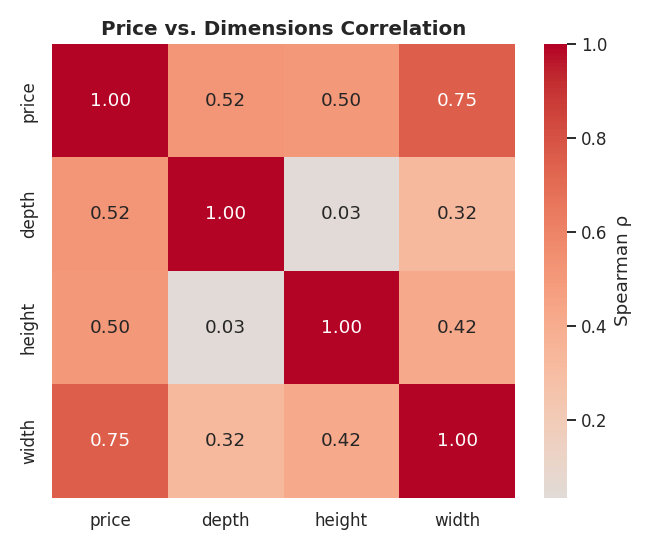 Price vs. Dimensions Correlation
price 1.00 0.52 0.50 0.75
depth 0.52 1.00 0.03 0.32
height 0.50 0.03 1.00 0.42
width 0.75 0.32 0.42 1.00
price depth height width
1.0
0.8
0.6
0.4
0.2
Spearman ρ